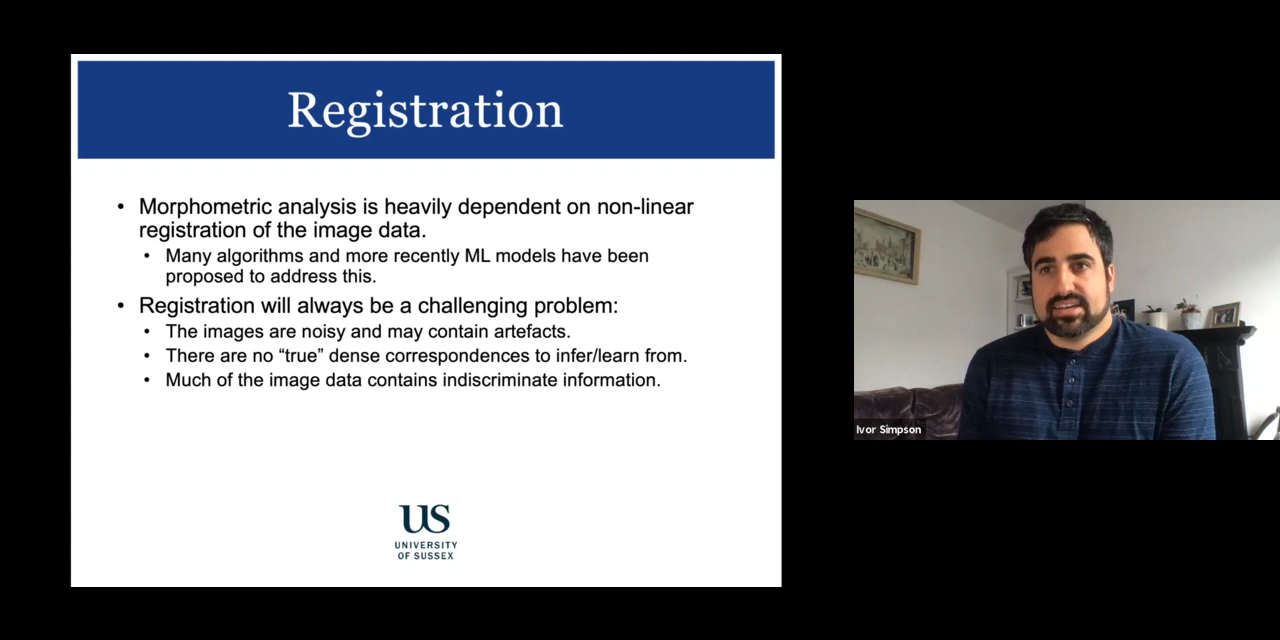 Registration
• Morphometric analysis is heavily dependent on non-linear
registration of the image data.
• Many algorithms and more recently ML models have been
proposed to address this.
• Registration will always be a challenging problem:
• The images are noisy and may contain artefacts.
• There are no “true” dense correspondences to infer/learn from.
• Much of the image data contains indiscriminate information.
US
UNIVERSITY
OF SUSSEX
Ivor Simpson